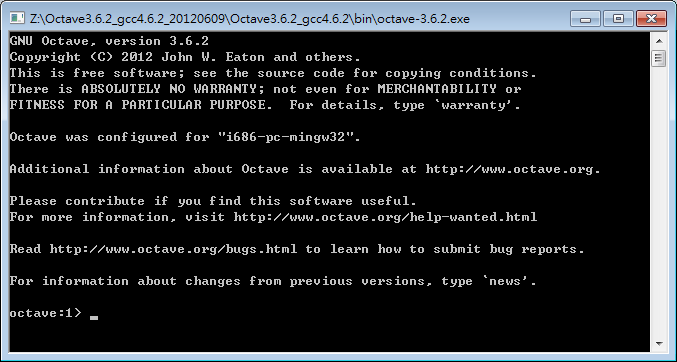 Z:\Octave3.6.2_gcc4.6.2_20120609\Octave3.6.2_gcc4.6.2\bin\octave-3.6.2.exe
GNU Octave, version 3.6.2
Copyright (C) 2012 John W. Eaton and others.
This is free software; see the source code for copying conditions.
There is ABSOLUTELY NO WARRANTY; not even for MERCHANTABILITY or
FITNESS FOR A PARTICULAR PURPOSE.  For details, type `warranty'.
Octave was configured for "i686-pc-mingw32".
Additional information about Octave is available at http://www.octave.org.
Please contribute if you find this software useful.
For more information, visit http://www.octave.org/help-wanted.html
Read http://www.octave.org/bugs.html to learn how to submit bug reports.
For information about changes from previous versions, type `news'.
octave:1> _